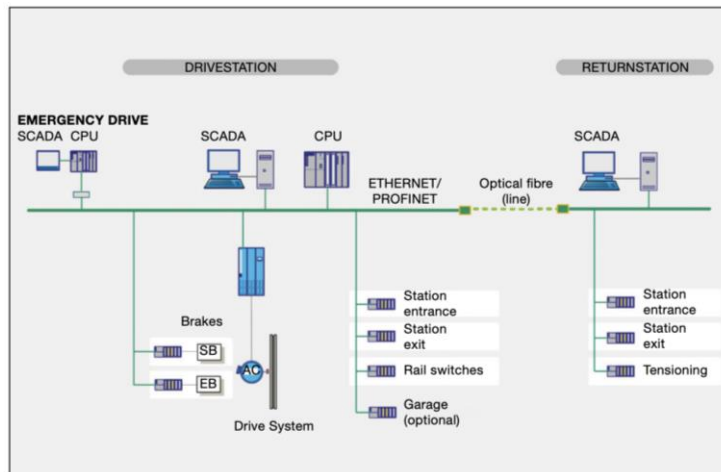 DRIVESTATION
RETURNSTATION
EMERGENCY DRIVE
SCADA CPU
SCADA
CPU
SCADA
ETHERNET/
PROFINET
Optical fibre
(line)
Brakes
SB
EB
AC
Drive System
Station
entrance
Station
exit
Rail switches
Garage
(optional)
Station
entrance
Station
exit
Tensioning